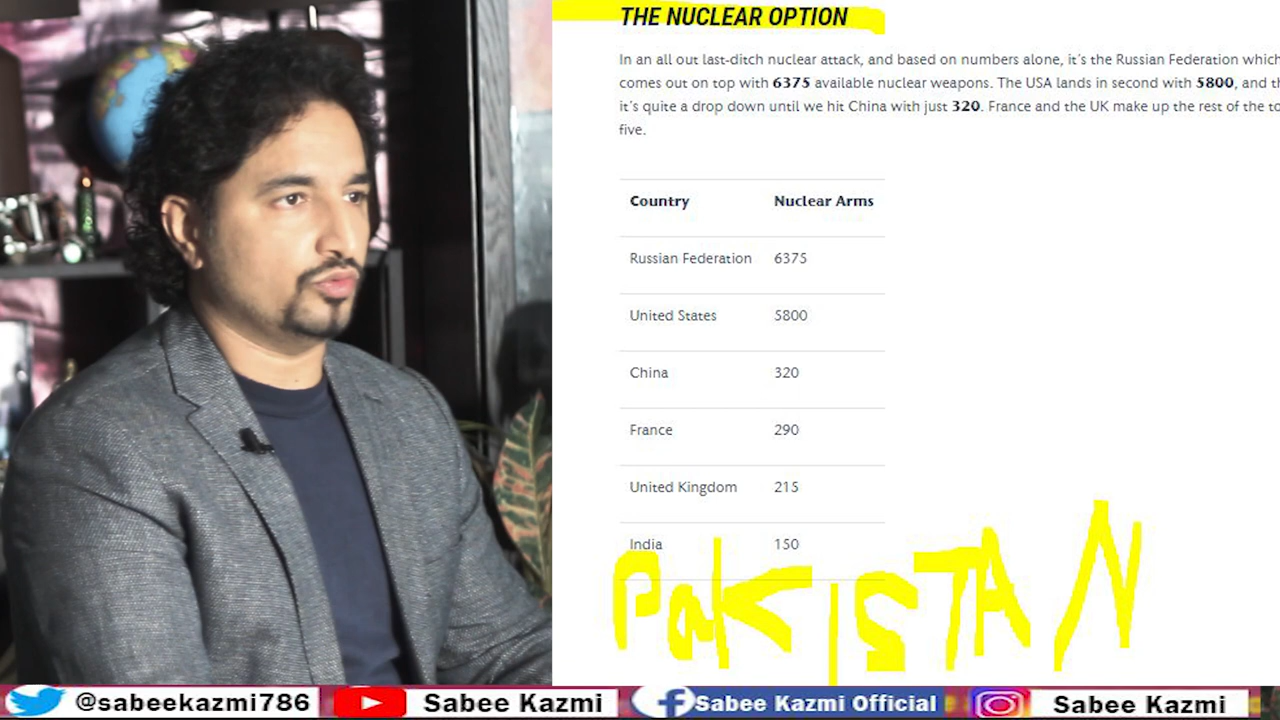 THE NUCLEAR OPTION
In an all out last-ditch nuclear attack, and based on numbers alone, it's the Russian Federation which
comes out on top with 6375 available nuclear weapons. The USA lands in second with 5800, and
it's quite a drop down until we hit China with just 320. France and the UK make up the rest of the
five.
Country Nuclear Arms
Russian Federation 6375
United States 5800
China 320
France 290
United Kingdom 215
India 150
PaKISTAN
@sabeekazmi786 Sabee Kazmi Sabee Kazmi Official Sabee Kazmi